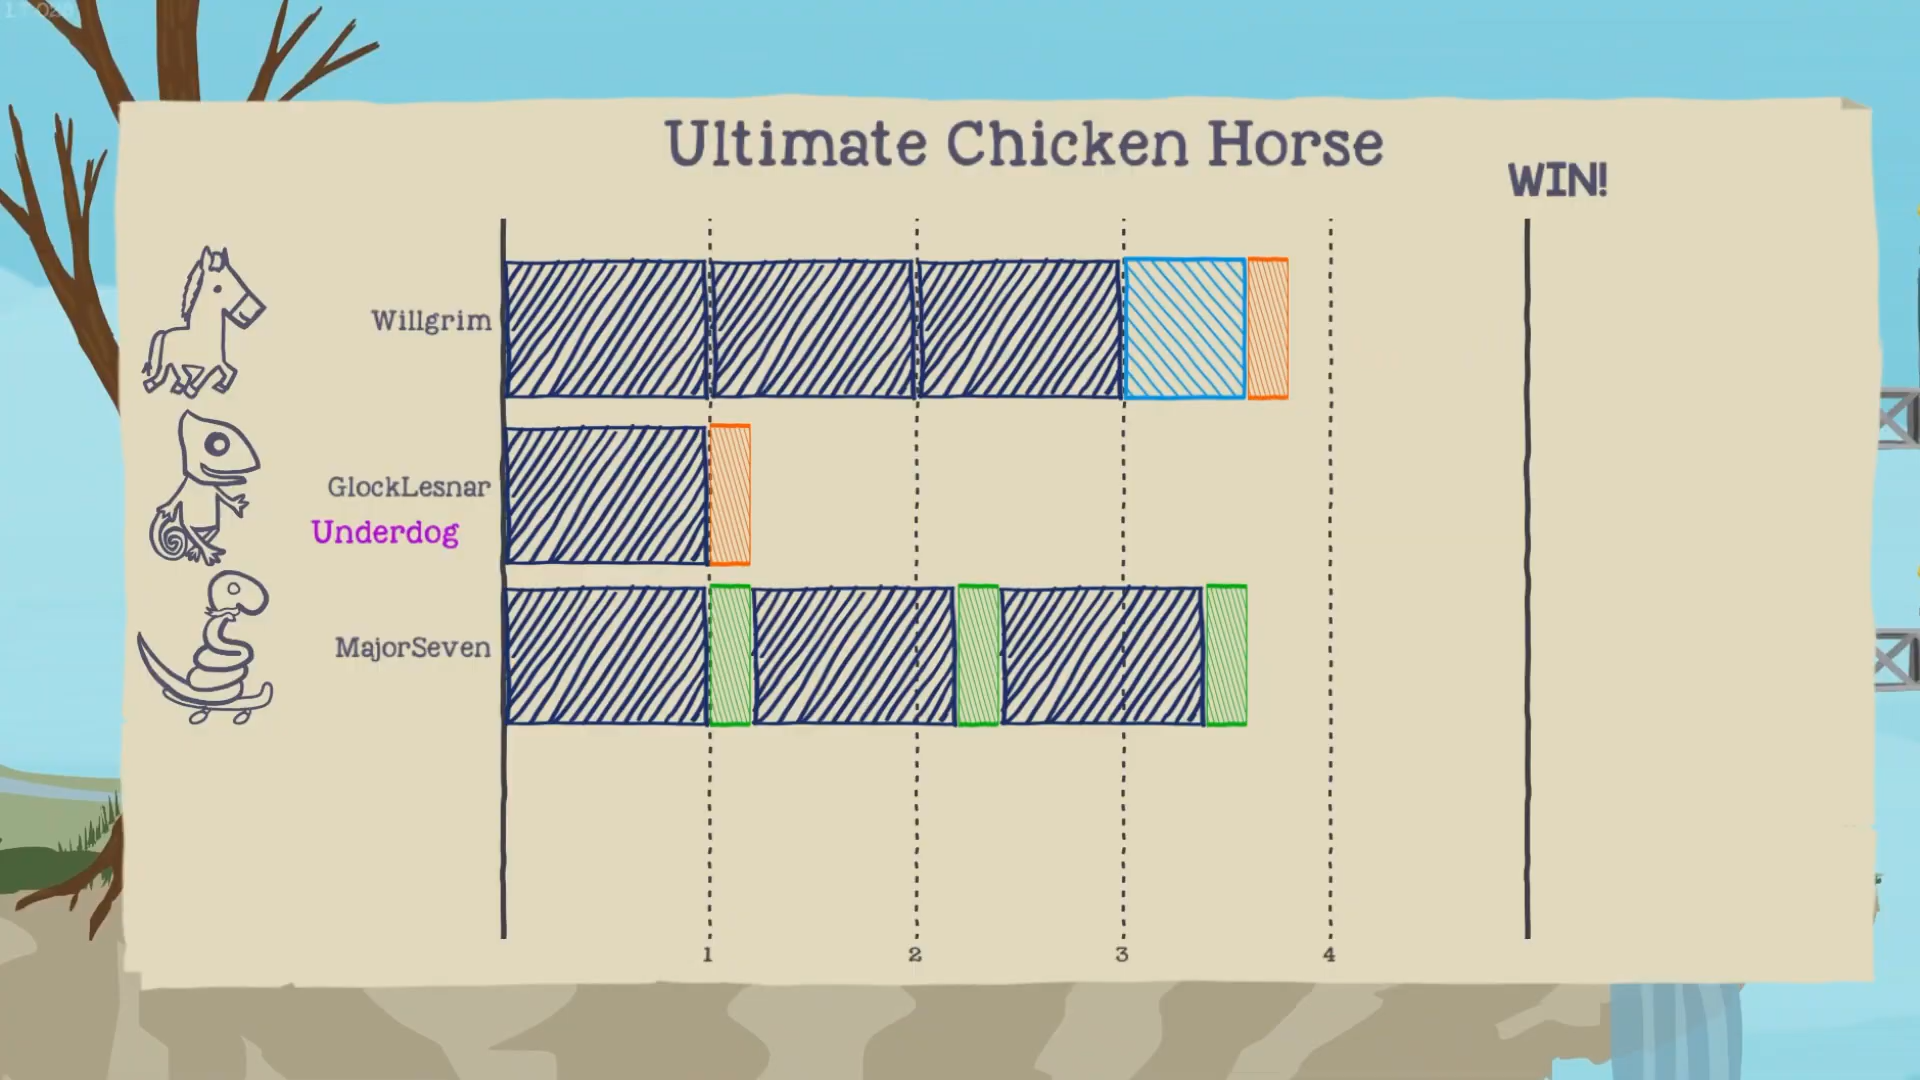 Ultimate Chicken Horse
WIN!
Willgrim
GlockLesnar
Underdog
MajorSeven
1 2 3 4